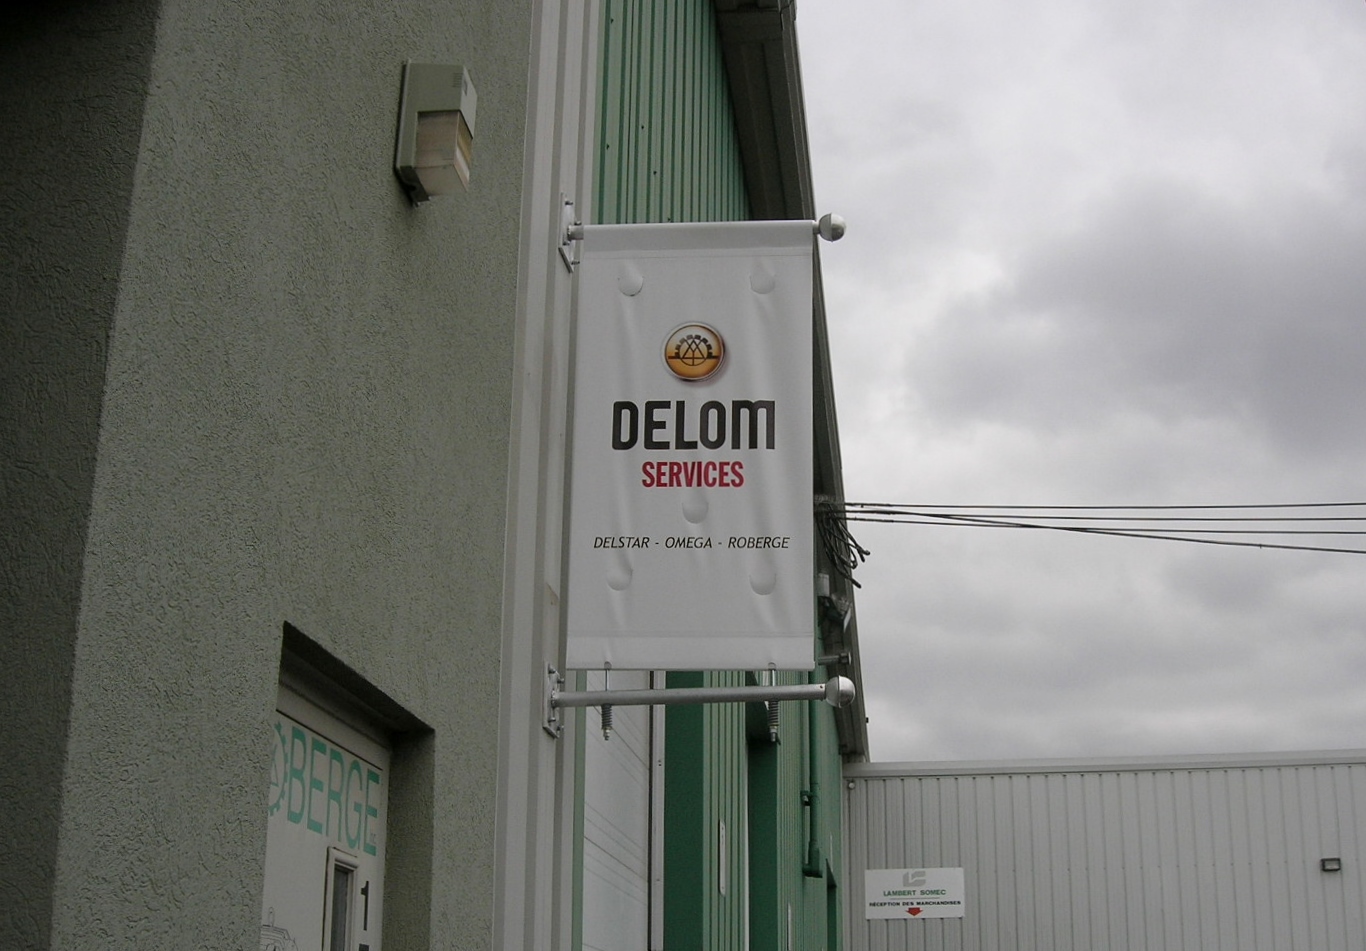 DELOM
SERVICES
DELSTAR - OMEGA - ROBERGE
BERGE
1
LAMBERT SOMEC
RÉCEPTION DES MARCHANDISES